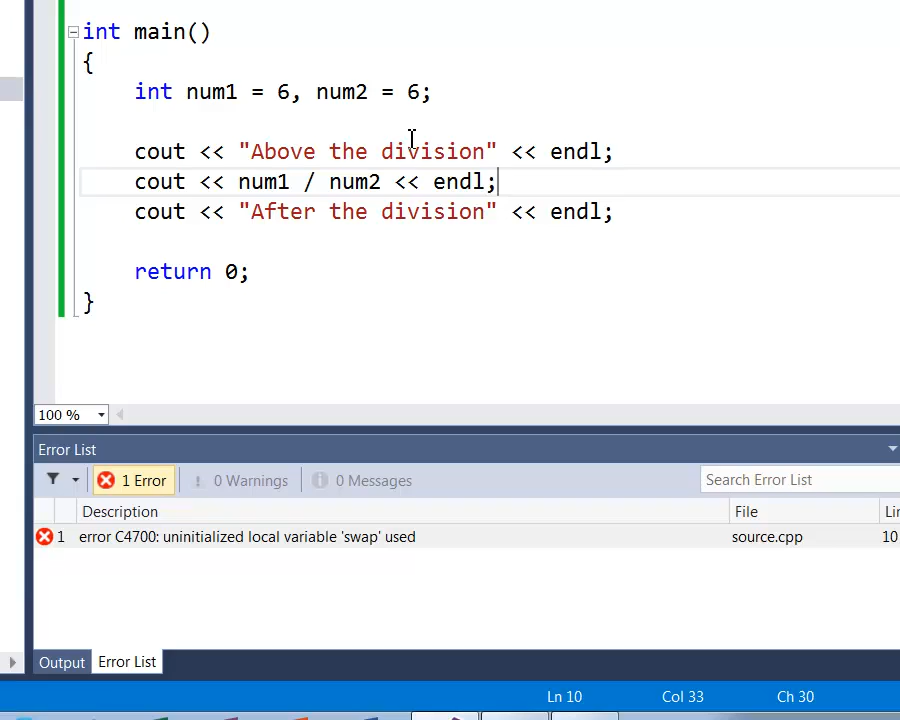 int main()
{
int num1 = 6, num2 = 6;
cout << "Above the division" << endl;
cout << num1 / num2 << endl;
cout << "After the division" << endl;
return 0;
}
100 %
Error List
1 Error 0 Warnings 0 Messages Search Error List
Description File Li
1 error C4700: uninitialized local variable 'swap' used source.cpp 10
Output Error List
Ln 10 Col 33 Ch 30